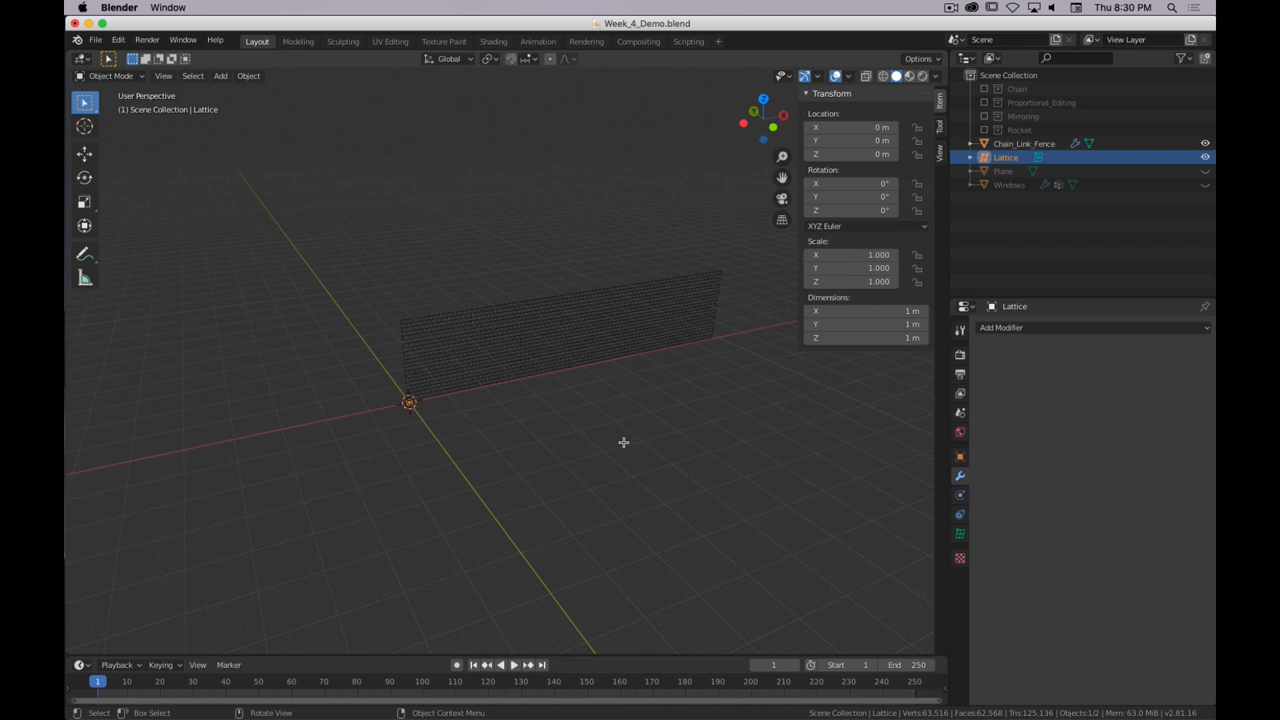 Blender Window Thu 8:30 PM
Week_4_Demo.blend
File Edit Render Window Help Layout Modeling Sculpting UV Editing Texture Paint Shading Animation Rendering Compositing Scripting + Scene View Layer
Global Options
Object Mode View Select Add Object
User Perspective
(1) Scene Collection | Lattice
Z
Y
X
Transform
Location:
X 0 m
Y 0 m
Z 0 m
Rotation:
X 0°
Y 0°
Z 0°
XYZ Euler
Scale:
X 1.000
Y 1.000
Z 1.000
Dimensions:
X 1 m
Y 1 m
Z 1 m
Item
Tool
View
Scene Collection
Chain
Proportional_Editing
Mirroring
Rocket
Chain_Link_Fence
Lattice
Plane
Windows
Lattice
Add Modifier
Playback Keying View Marker 1 Start 1 End 250
1 10 20 30 40 50 60 70 80 90 100 110 120 130 140 150 160 170 180 190 200 210 220 230 240 250
Select Box Select Rotate View Object Context Menu Scene Collection | Lattice | Verts:63,516 | Faces:62,568 | Tris:125,136 | Objects:1/2 | Mem: 63.0 MiB | v2.81.16